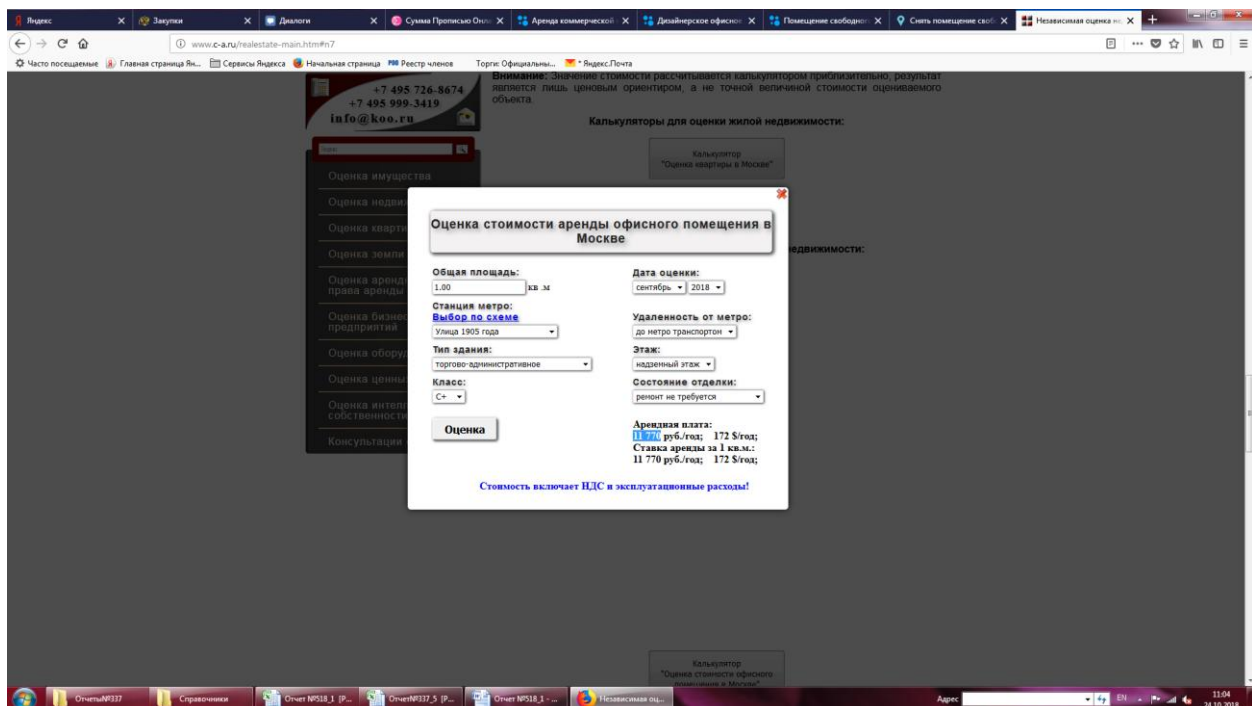 Яндекс
Закупки
Диалоги
Сумма Прописью Онл
Аренда коммерческой
Дизайнерское офисное
Помещение свободног
Снять помещение своб
Независимая оценка не
www.c-a.ru/realestate-main.htm#n7
Часто посещаемые
Главная страница Ян...
Сервисы Яндекса
Начальная страница
Реестр членов
Торги: Официальны...
Яндекс.Почта
Внимание: Значение стоимости рассчитывается калькулятором приблизительно, результат
является лишь ценовым ориентиром, а не точной величиной стоимости оцениваемого
объекта.
+7 495 726-8674
+7 495 999-3419
info@koo.ru
Калькуляторы для оценки жилой недвижимости:
Калькулятор
"Оценка квартиры в Москве"
Оценка имущества
Оценка недвиж
Оценка кварти
Оценка земли
Оценка аренд
права аренды
Оценка бизнес
предприятий
Оценка обору
Оценка ценны
Оценка интел
собственности
Консультации
едвижимости:
Оценка стоимости аренды офисного помещения в
Москве
Общая площадь:
1.00 кв .м
Дата оценки:
сентябрь 2018
Станция метро:
Выбор по схеме
Улица 1905 года
Удаленность от метро:
до метро транспортом
Тип здания:
торгово-административное
Этаж:
надземный этаж
Класс:
C+
Состояние отделки:
ремонт не требуется
Оценка
Арендная плата:
11 770 руб./год; 172 $/год;
Ставка аренды за 1 кв.м.:
11 770 руб./год; 172 $/год;
Стоимость включает НДС и эксплуатационные расходы!
Калькулятор
"Оценка стоимости офисного
помещения в Москве"
Отчеты№337
Справочники
Отчет №518_1 [Р...
Отчет№337_5 [Р...
Отчет №518_1 - ...
Независимая оц...
Адрес
EN
11:04
24.10.2018